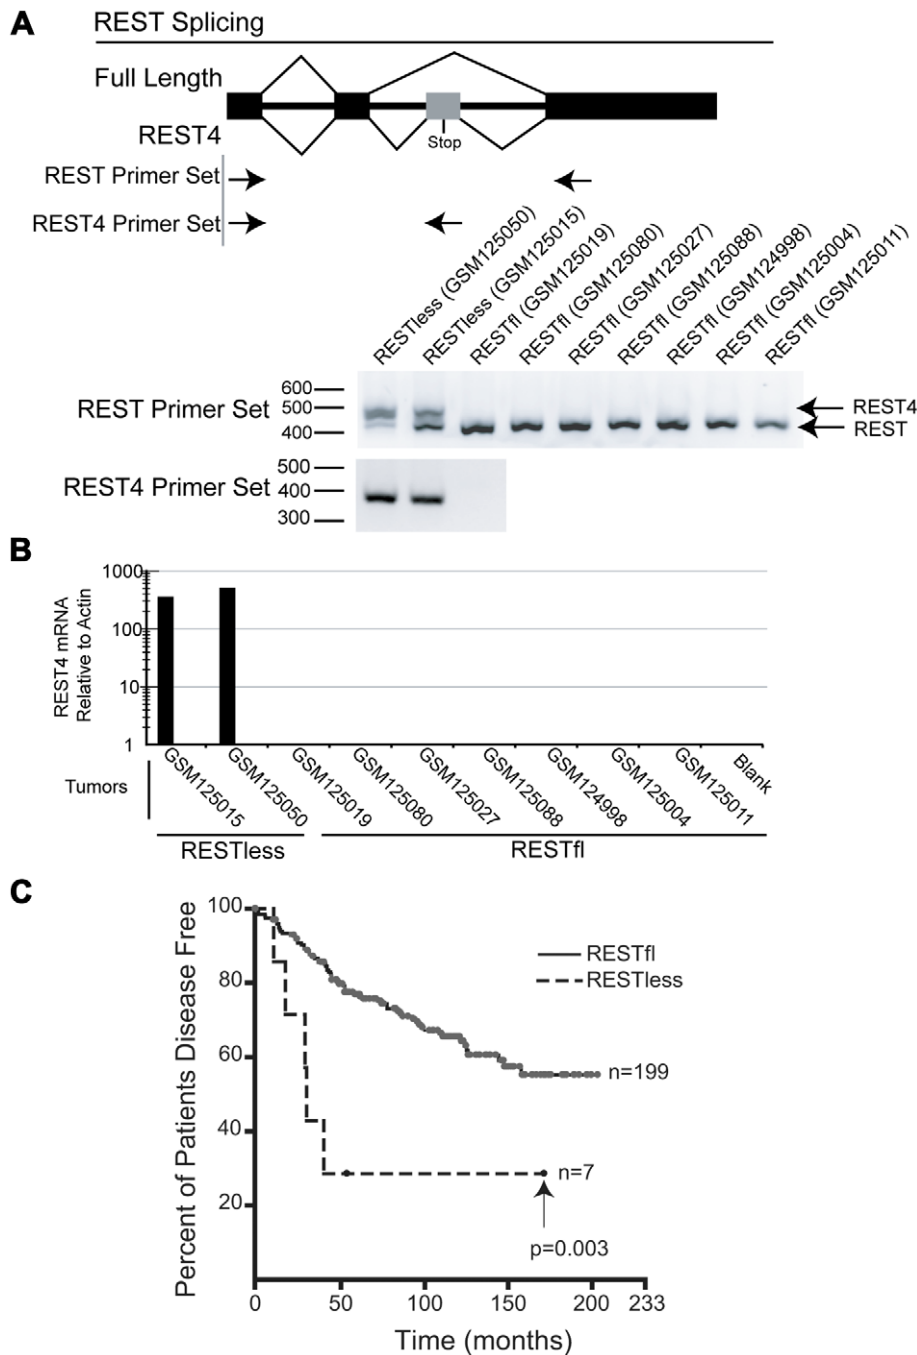 A
REST Splicing
Full Length
REST4
Stop
REST Primer Set
REST4 Primer Set
RESTless (GSM125050)
RESTless (GSM125015)
RESTfl (GSM125019)
RESTfl (GSM125080)
RESTfl (GSM125027)
RESTfl (GSM125088)
RESTfl (GSM124998)
RESTfl (GSM125004)
RESTfl (GSM125011)
REST Primer Set
600
500
400
REST4
REST
REST4 Primer Set
500
400
300
B
REST4 mRNA
Relative to Actin
1000
100
10
1
Tumors
GSM125015
GSM125050
GSM125019
GSM125080
GSM125027
GSM125088
GSM124998
GSM125004
GSM125011
Blank
RESTless
RESTfl
C
Percent of Patients Disease Free
100
80
60
40
20
RESTfl
RESTless
n=199
n=7
p=0.003
0
50
100
150
200
233
Time (months)